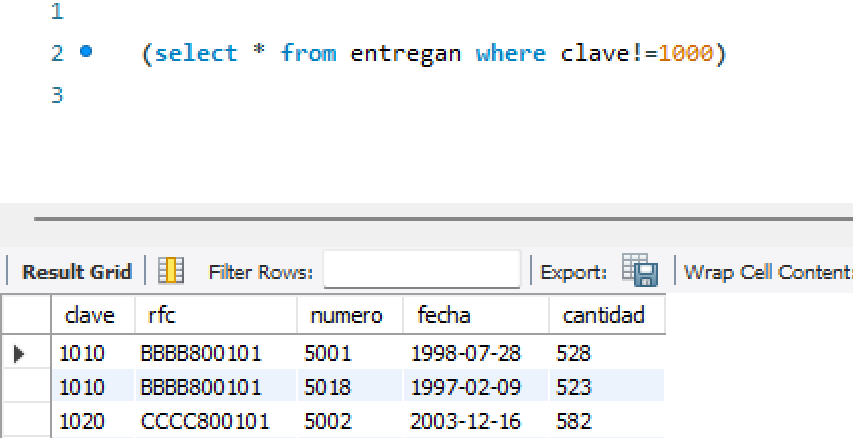 1
2 (select * from entregan where clave!=1000)
3
Result Grid Filter Rows: Export: Wrap Cell Content:
clave rfc numero fecha cantidad
1010 BBBB800101 5001 1998-07-28 528
1010 BBBB800101 5018 1997-02-09 523
1020 CCCC800101 5002 2003-12-16 582